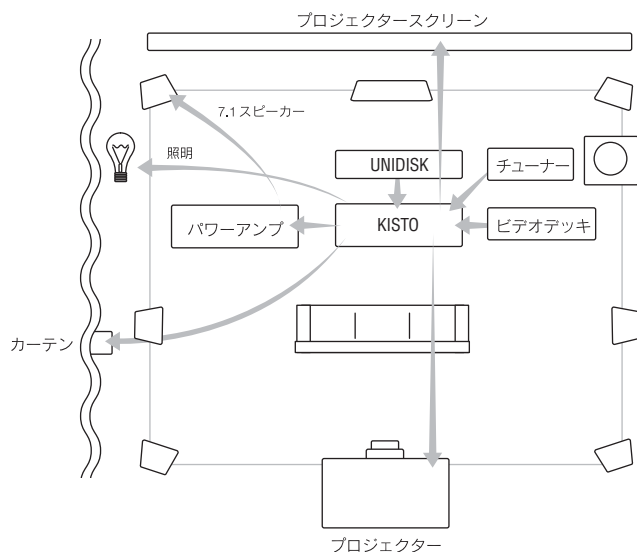 プロジェクタースクリーン
7.1スピーカー
照明
UNIDISK
チューナー
パワーアンプ
KISTO
ビデオデッキ
カーテン
プロジェクター